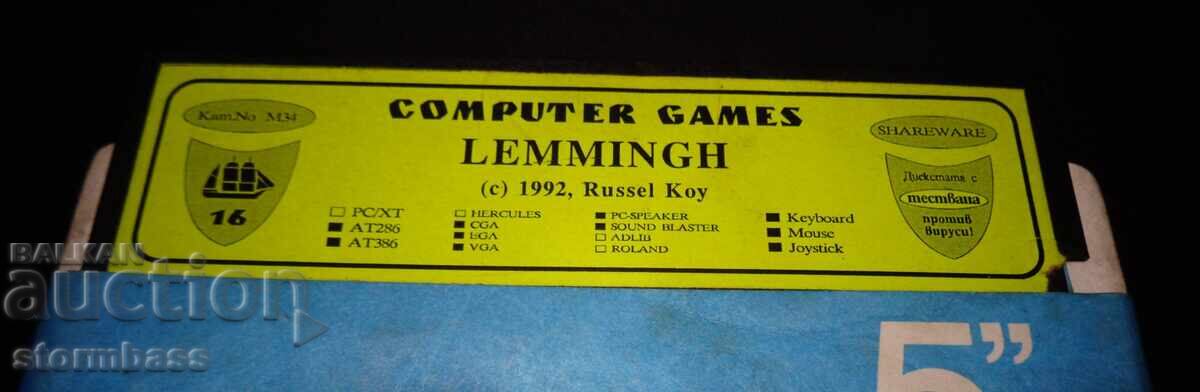 COMPUTER GAMES
Кат.No M34
LEMMINGH
SHAREWARE
(c) 1992, Russel Koy
16
Дискетата с
тествана
против
вируси!
PC/XT
AT286
AT386
HERCULES
CGA
EGA
VGA
PC-SPEAKER
SOUND BLASTER
ADLIB
ROLAND
Keyboard
Mouse
Joystick
BALKAN
auction
stormbass
5”